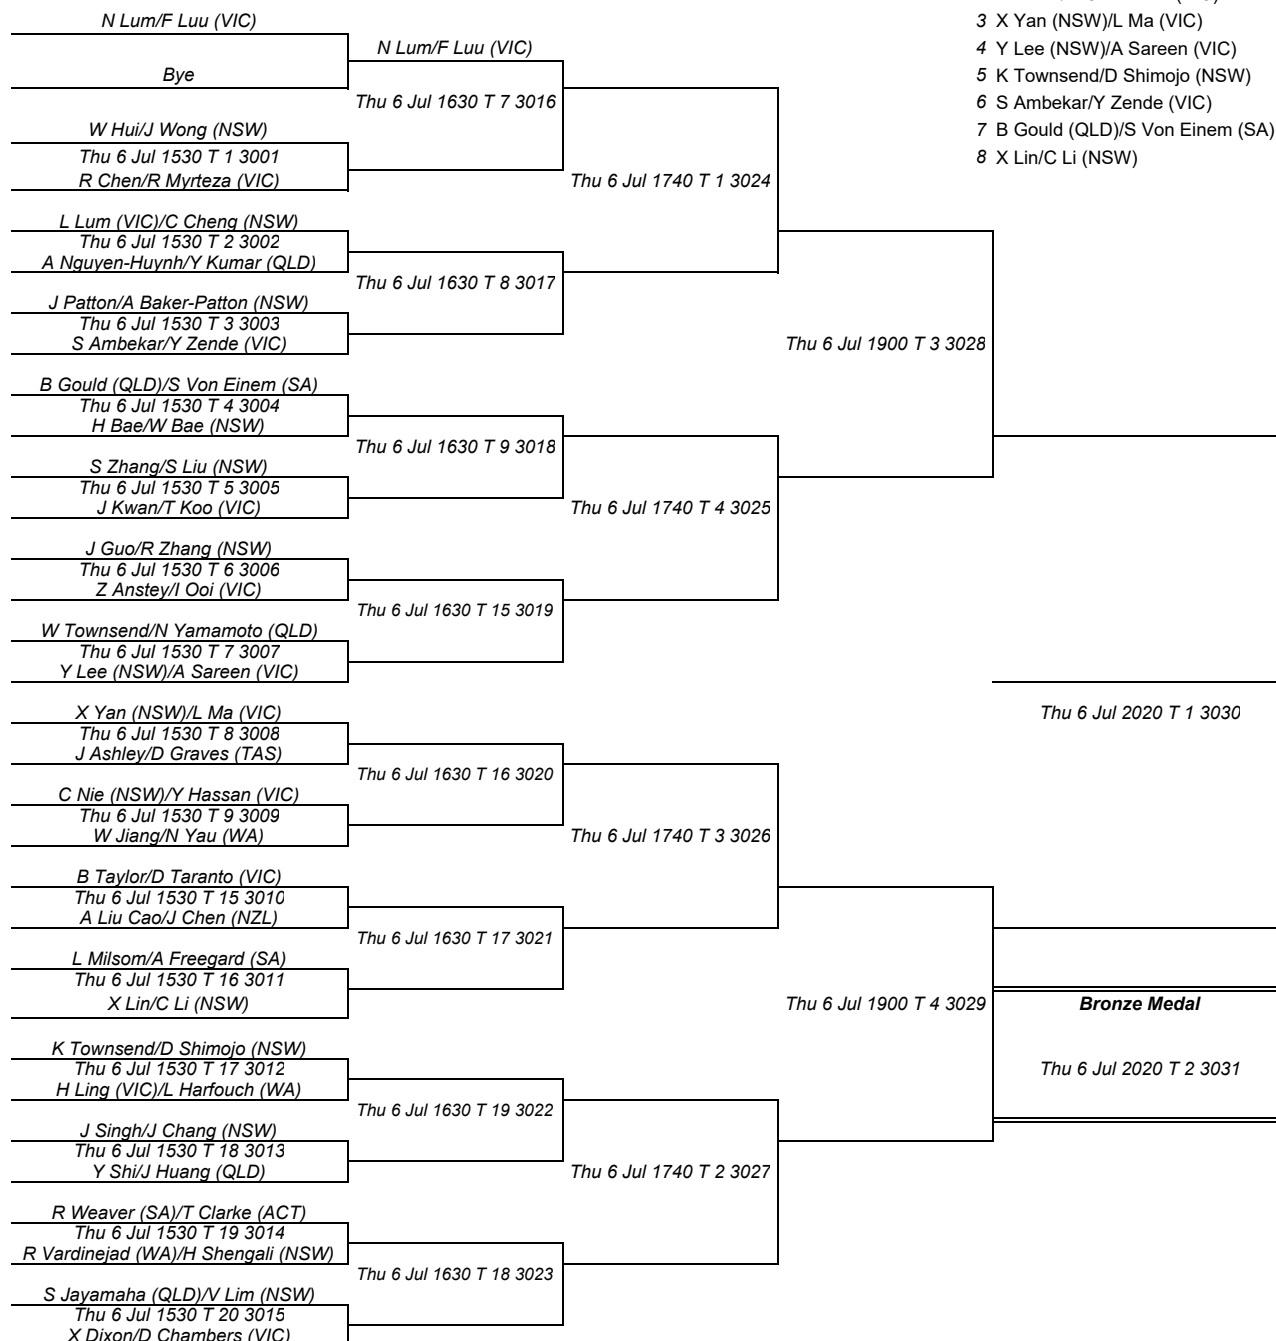 N Lum/F Luu (VIC)
Bye
W Hui/J Wong (NSW)
Thu 6 Jul 1530 T 1 3001
R Chen/R Myrteza (VIC)
L Lum (VIC)/C Cheng (NSW)
Thu 6 Jul 1530 T 2 3002
A Nguyen-Huynh/Y Kumar (QLD)
J Patton/A Baker-Patton (NSW)
Thu 6 Jul 1530 T 3 3003
S Ambekar/Y Zende (VIC)
B Gould (QLD)/S Von Einem (SA)
Thu 6 Jul 1530 T 4 3004
H Bae/W Bae (NSW)
S Zhang/S Liu (NSW)
Thu 6 Jul 1530 T 5 3005
J Kwan/T Koo (VIC)
J Guo/R Zhang (NSW)
Thu 6 Jul 1530 T 6 3006
Z Anstey/I Ooi (VIC)
W Townsend/N Yamamoto (QLD)
Thu 6 Jul 1530 T 7 3007
Y Lee (NSW)/A Sareen (VIC)
X Yan (NSW)/L Ma (VIC)
Thu 6 Jul 1530 T 8 3008
J Ashley/D Graves (TAS)
C Nie (NSW)/Y Hassan (VIC)
Thu 6 Jul 1530 T 9 3009
W Jiang/N Yau (WA)
B Taylor/D Taranto (VIC)
Thu 6 Jul 1530 T 15 3010
A Liu Cao/J Chen (NZL)
L Milsom/A Freegard (SA)
Thu 6 Jul 1530 T 16 3011
X Lin/C Li (NSW)
K Townsend/D Shimojo (NSW)
Thu 6 Jul 1530 T 17 3012
H Ling (VIC)/L Harfouch (WA)
J Singh/J Chang (NSW)
Thu 6 Jul 1530 T 18 3013
Y Shi/J Huang (QLD)
R Weaver (SA)/T Clarke (ACT)
Thu 6 Jul 1530 T 19 3014
R Vardinejad (WA)/H Shengali (NSW)
S Jayamaha (QLD)/V Lim (NSW)
Thu 6 Jul 1530 T 20 3015
X Dixon/D Chambers (VIC)
N Lum/F Luu (VIC)
Thu 6 Jul 1630 T 7 3016
Thu 6 Jul 1630 T 8 3017
Thu 6 Jul 1630 T 9 3018
Thu 6 Jul 1630 T 15 3019
Thu 6 Jul 1630 T 16 3020
Thu 6 Jul 1630 T 17 3021
Thu 6 Jul 1630 T 19 3022
Thu 6 Jul 1630 T 18 3023
Thu 6 Jul 1740 T 1 3024
Thu 6 Jul 1740 T 4 3025
Thu 6 Jul 1740 T 3 3026
Thu 6 Jul 1740 T 2 3027
Thu 6 Jul 1900 T 3 3028
Thu 6 Jul 1900 T 4 3029
3 X Yan (NSW)/L Ma (VIC)
4 Y Lee (NSW)/A Sareen (VIC)
5 K Townsend/D Shimojo (NSW)
6 S Ambekar/Y Zende (VIC)
7 B Gould (QLD)/S Von Einem (SA)
8 X Lin/C Li (NSW)
Thu 6 Jul 2020 T 1 3030
Bronze Medal
Thu 6 Jul 2020 T 2 3031